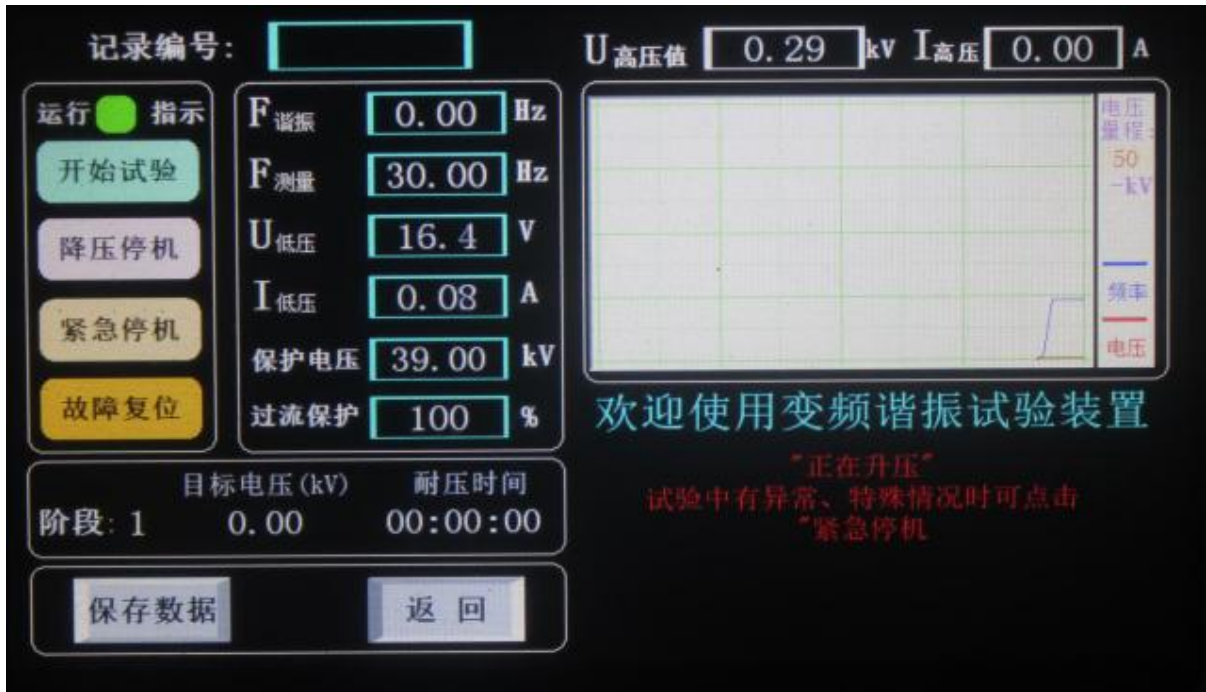 记录编号:
U高压值 0.29 kV I高压 0.00 A
运行 指示
开始试验
降压停机
紧急停机
故障复位
F谐振 0.00 Hz
F测量 30.00 Hz
U低压 16.4 V
I低压 0.08 A
保护电压 39.00 kV
过流保护 100 %
电压
量程:
50
-kV
频率
电压
欢迎使用变频谐振试验装置
"正在升压"
试验中有异常、特殊情况时可点击
"紧急停机
目标电压(kV) 耐压时间
阶段: 1 0.00 00:00:00
保存数据
返 回